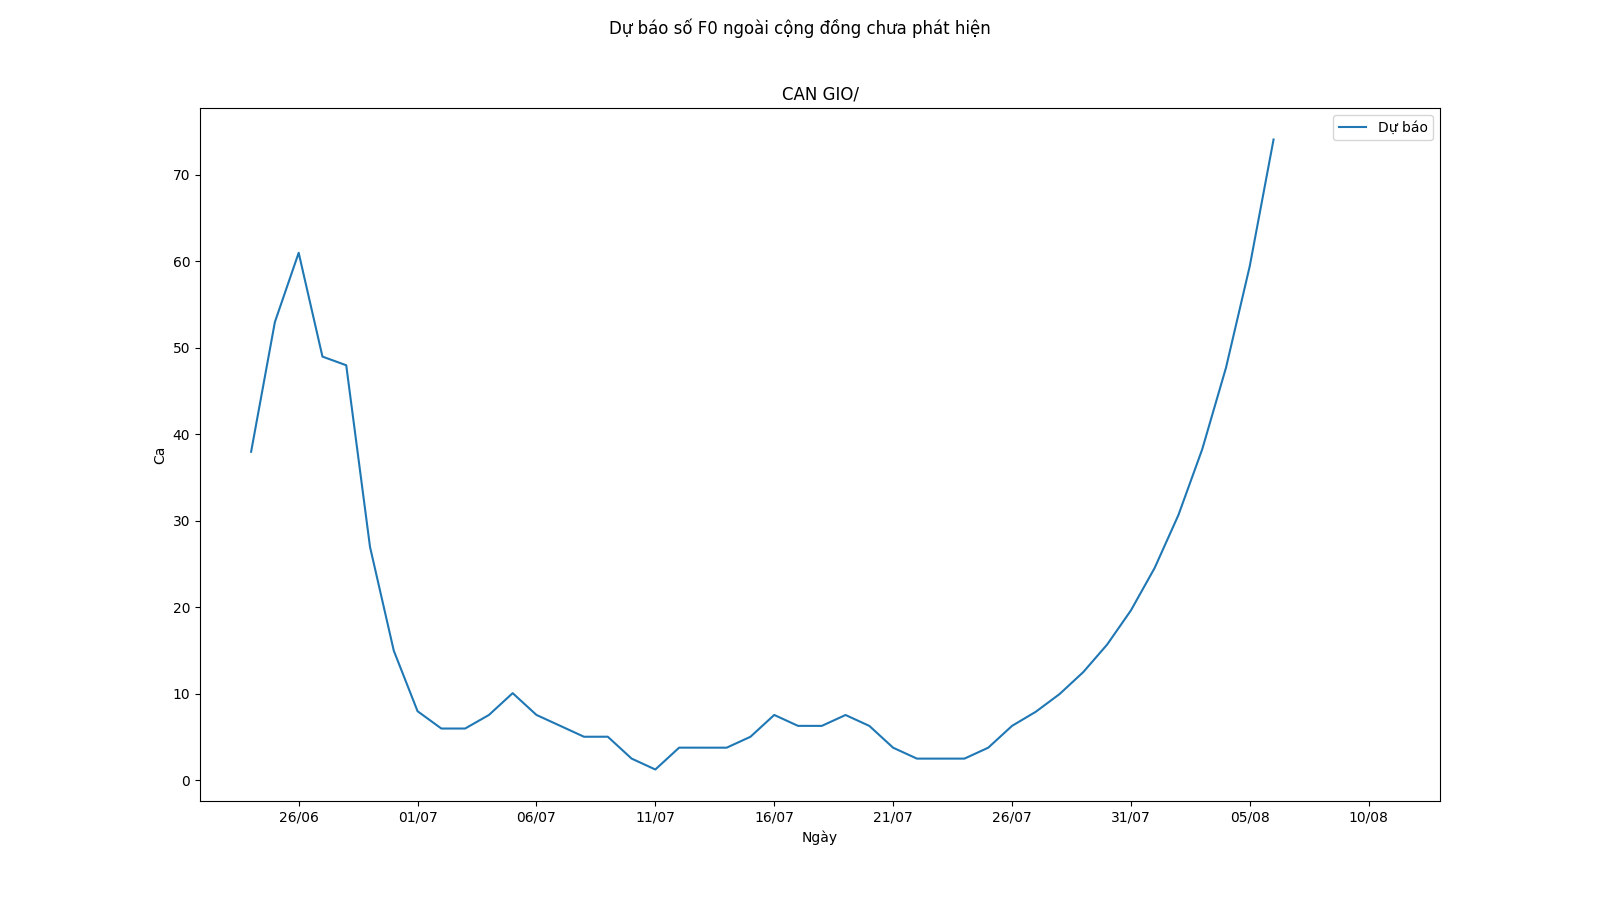 Dự báo số F0 ngoài cộng đồng chưa phát hiện
CAN GIO/
Dự báo
70
60
50
40
30
20
10
0
Ca
26/06 01/07 06/07 11/07 16/07 21/07 26/07 31/07 05/08 10/08
Ngày